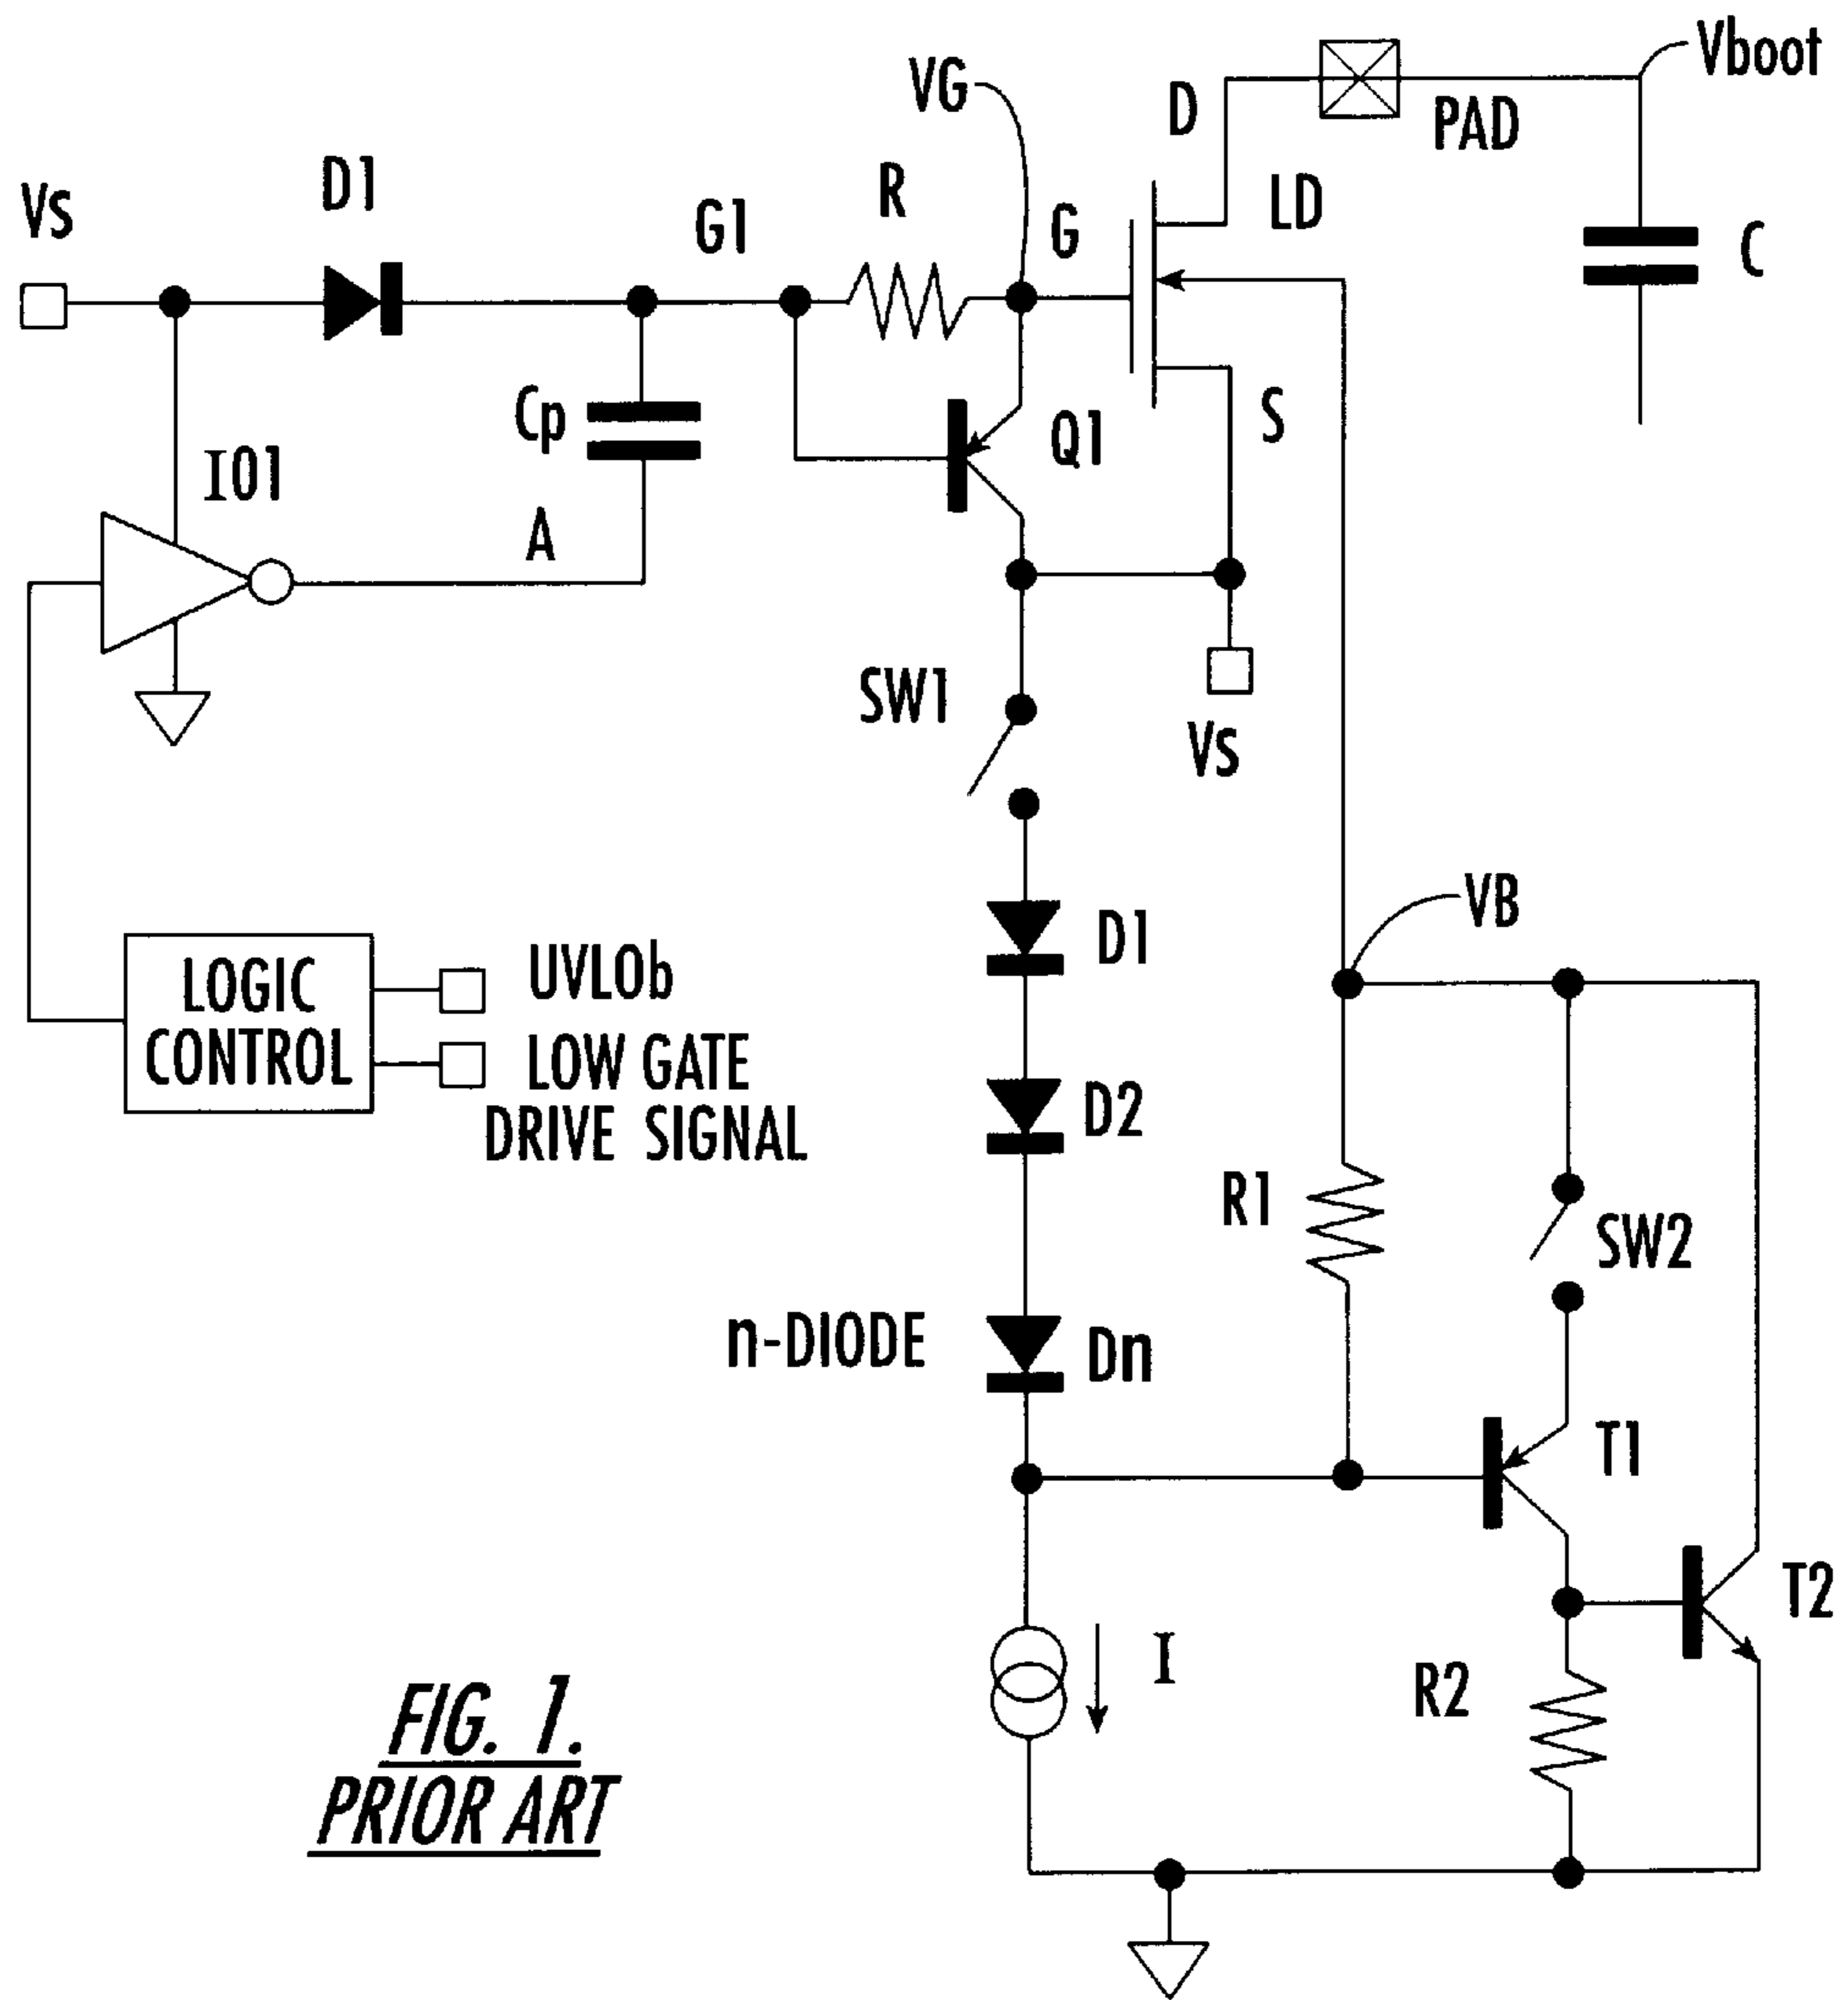 Vboot
VG
D
PAD
D1
R
LD
Vs
G1
G
C
Cp
Q1
S
I01
A
SW1
Vs
VB
LOGIC
CONTROL
UVLOb
D1
LOW GATE
DRIVE SIGNAL
D2
R1
SW2
n-DIODE
Dn
T1
T2
I
R2
FIG. 1.
PRIOR ART